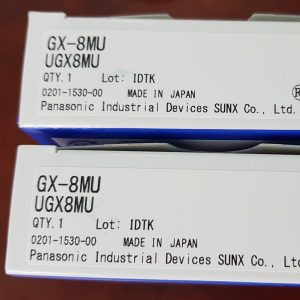 GX-8MU
UGX8MU
QTY.1 Lot: IDTK
0201-1530-00 MADE IN JAPAN
Panasonic Industrial Devices SUNX Co., Ltd.
®
GX-8MU
UGX8MU
QTY.1 Lot: IDTK
0201-1530-00 MADE IN JAPAN
Panasonic Industrial Devices SUNX Co., Ltd